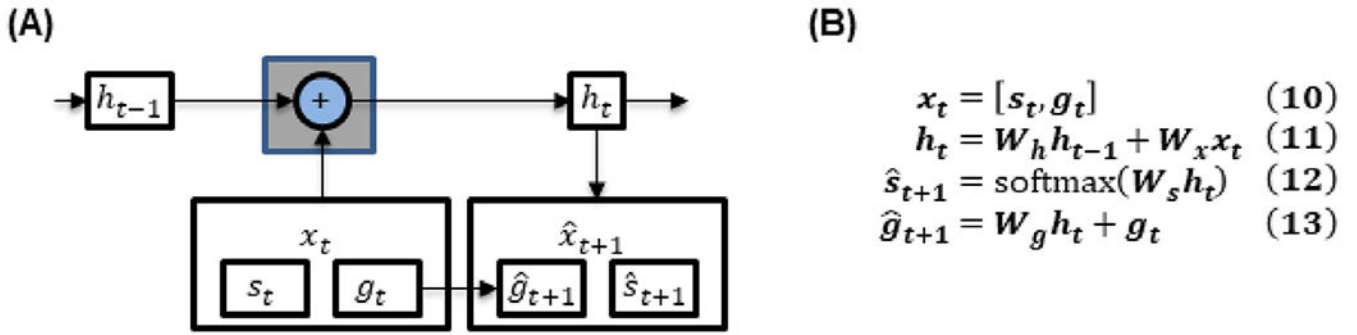 (A)
h_{t-1}
+
h_t
x_t
s_t
g_t
x̂_{t+1}
ĝ_{t+1}
ŝ_{t+1}
(B)
x_t = [s_t, g_t] (10)
h_t = W_h h_{t-1} + W_x x_t (11)
ŝ_{t+1} = softmax(W_s h_t) (12)
ĝ_{t+1} = W_g h_t + g_t (13)